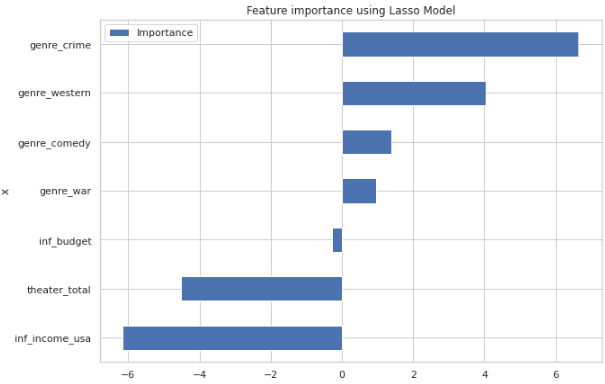 Feature importance using Lasso Model
Importance
genre_crime
genre_western
genre_comedy
genre_war
inf_budget
theater_total
inf_income_usa
x
−6 −4 −2 0 2 4 6